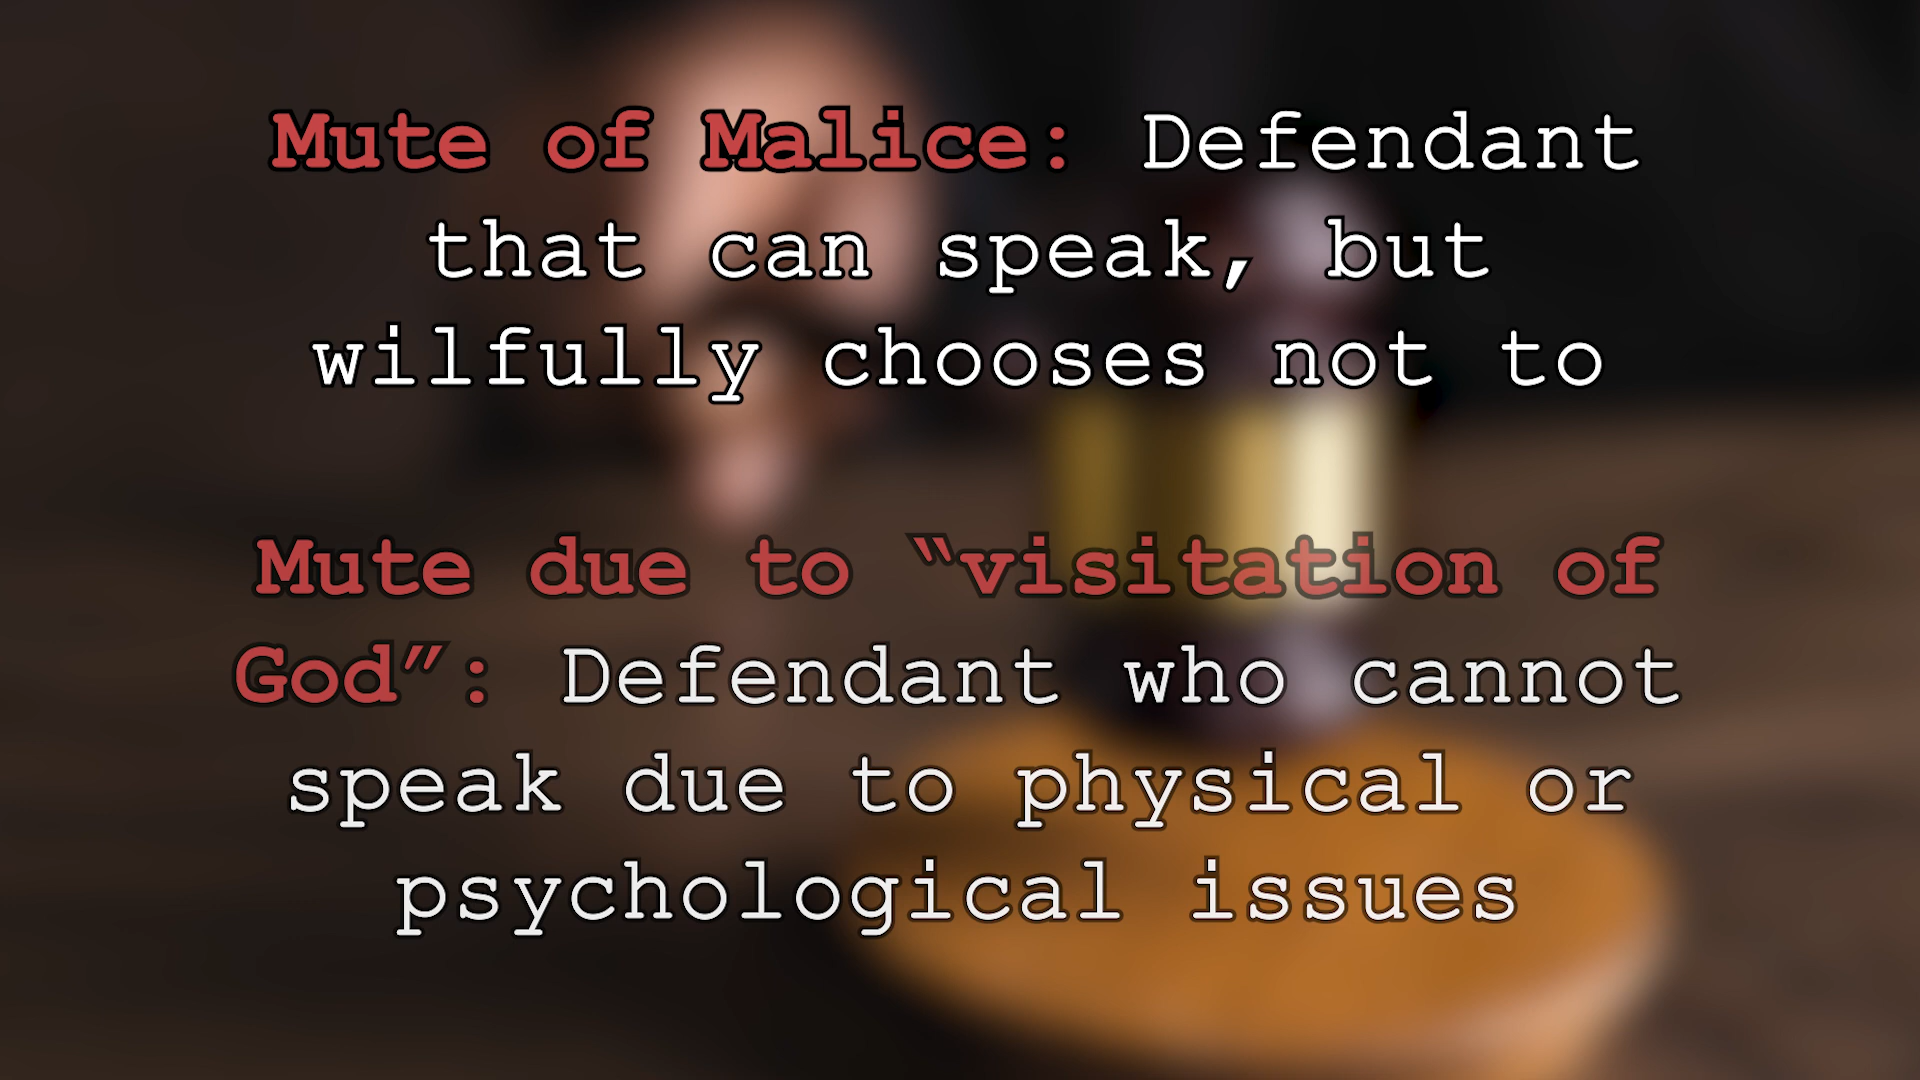 Mute of Malice: Defendant
that can speak, but
wilfully chooses not to
Mute due to “visitation of
God”: Defendant who cannot
speak due to physical or
psychological issues